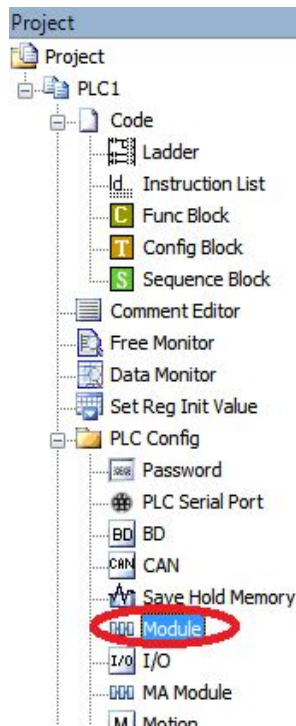 Project
Project
PLC1
Code
Ladder
Id... Instruction List
C Func Block
T Config Block
S Sequence Block
Comment Editor
Free Monitor
Data Monitor
Set Reg Init Value
PLC Config
Password
PLC Serial Port
BD BD
CAN CAN
Save Hold Memory
Module
I/O I/O
MA Module
M Motion